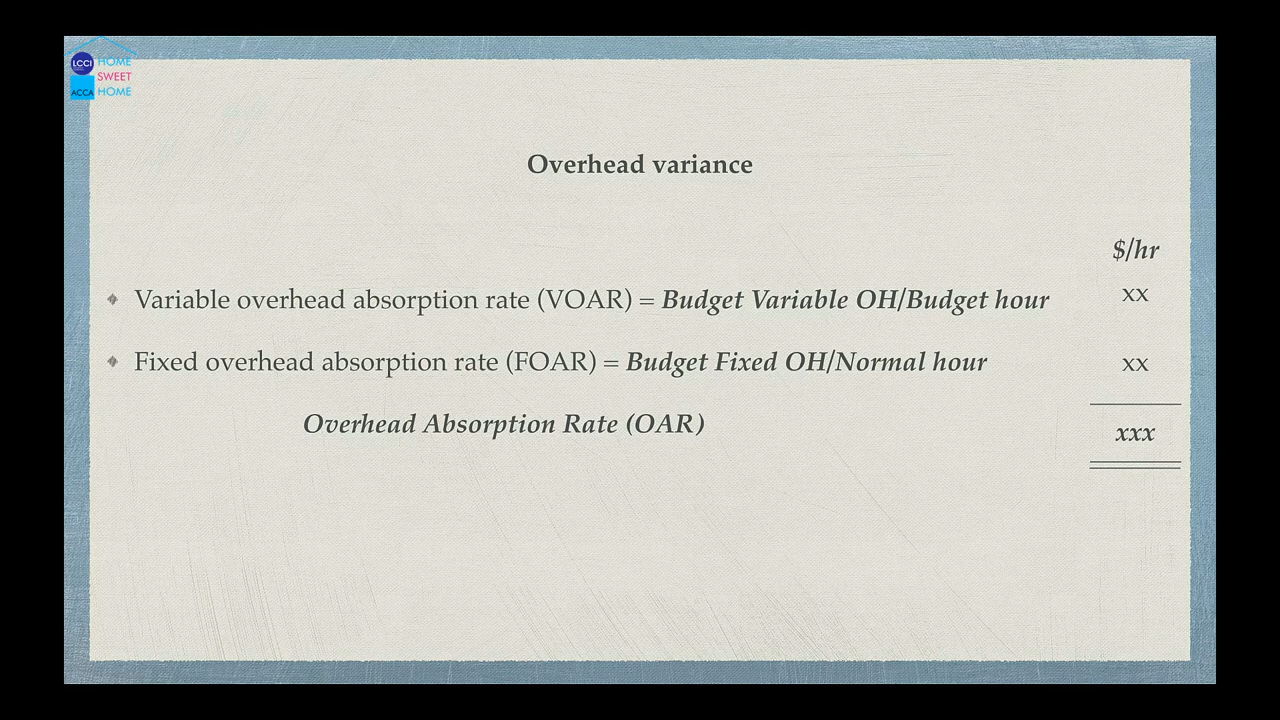 LCCI HOME
SWEET
ACCA HOME
Overhead variance
$/hr
Variable overhead absorption rate (VOAR) = Budget Variable OH/Budget hour xx
Fixed overhead absorption rate (FOAR) = Budget Fixed OH/Normal hour xx
Overhead Absorption Rate (OAR) xxx